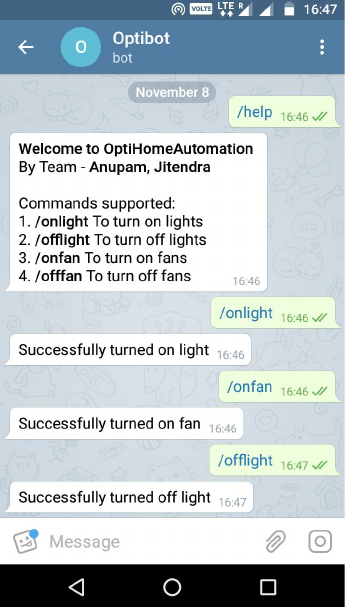 VOLTE LTE R 16:47
O
Optibot
bot
November 8
/help 16:46
Welcome to OptiHomeAutomation
By Team - Anupam, Jitendra
Commands supported:
1. /onlight To turn on lights
2. /offlight To turn off lights
3. /onfan To turn on fans
4. /offfan To turn off fans
16:46
/onlight 16:46
Successfully turned on light 16:46
/onfan 16:46
Successfully turned on fan 16:46
/offlight 16:47
Successfully turned off light 16:47
Message